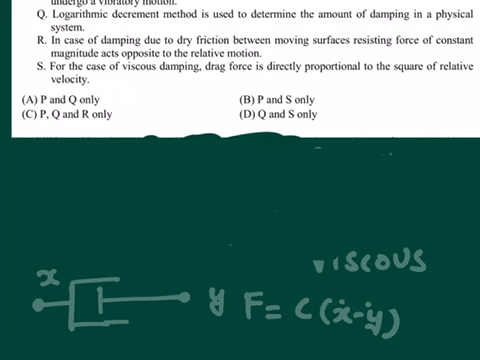 undergo a vibratory motion.
Q. Logarithmic decrement method is used to determine the amount of damping in a physical
system.
R. In case of damping due to dry friction between moving surfaces resisting force of constant
magnitude acts opposite to the relative motion.
S. For the case of viscous damping, drag force is directly proportional to the square of relative
velocity.
(A) P and Q only
(B) P and S only
(C) P, Q and R only
(D) Q and S only
VISCOUS
x
y F = C(ẋ-ẏ)